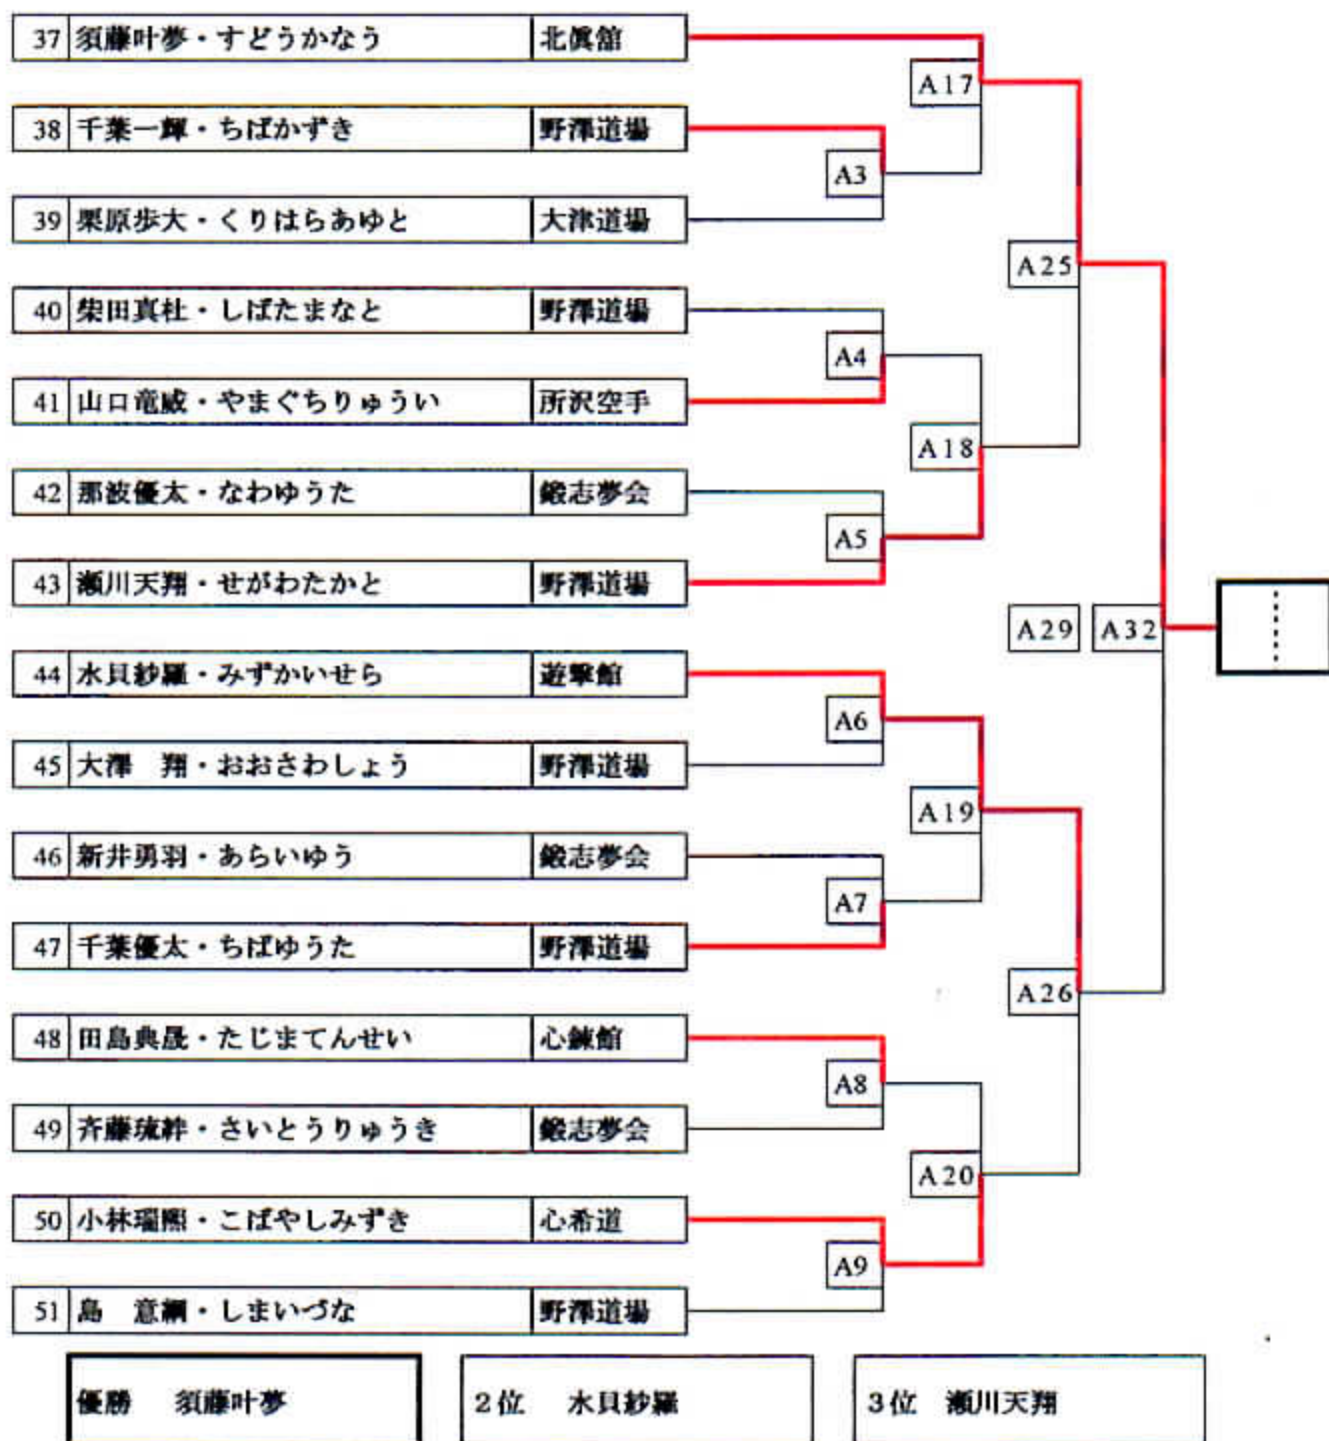 37 須藤叶夢・すどうかなう 北眞舘
A17
38 千葉一輝・ちばかずき 野澤道場
A3
39 栗原歩大・くりはらあゆと 大津道場
A25
40 柴田真杜・しばたまなと 野澤道場
A4
41 山口竜威・やまぐちりゅうい 所沢空手
A18
42 那波優太・なわゆうた 鍛志夢会
A5
43 瀬川天翔・せがわたかと 野澤道場
A29 A32
44 水貝紗羅・みずかいせら 遊撃館
A6
45 大澤 翔・おおさわしょう 野澤道場
A19
46 新井勇羽・あらいゆう 鍛志夢会
A7
47 千葉優太・ちばゆうた 野澤道場
A26
48 田島典晟・たじまてんせい 心錬館
A8
49 斉藤琉絆・さいとうりゅうき 鍛志夢会
A20
50 小林瑞熙・こばやしみずき 心希道
A9
51 島 意綱・しまいづな 野澤道場
優勝 須藤叶夢 2位 水貝紗羅 3位 瀬川天翔